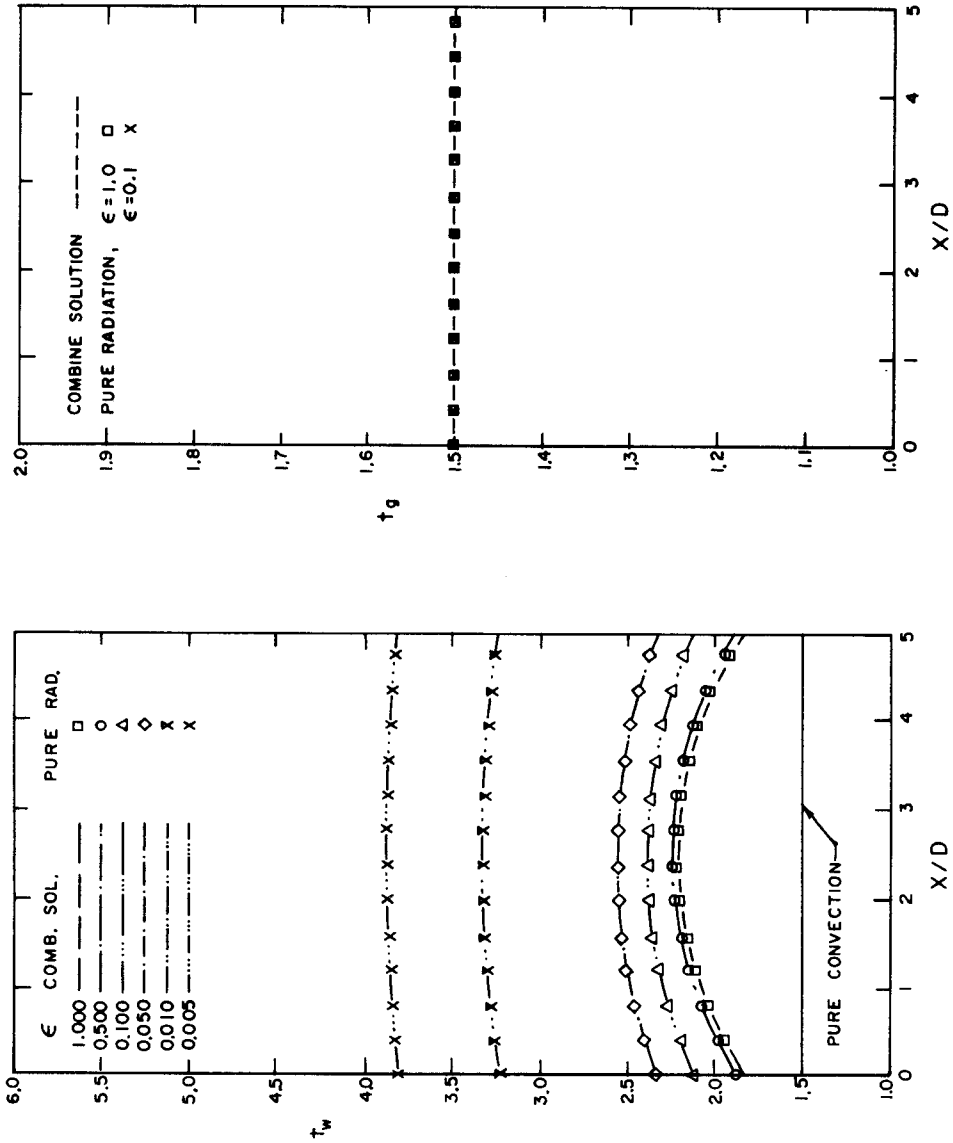 6.0
5.5
5.0
4.5
4.0
3.5
3.0
2.5
2.0
1.5
1.0
t_w
ϵ COMB. SOL. PURE RAD.
1.000
0.500
0.100
0.050
0.010
0.005
PURE CONVECTION
0 1 2 3 4 5
X/D
2.0
1.9
1.8
1.7
1.6
1.5
1.4
1.3
1.2
1.1
1.0
t_g
COMBINE SOLUTION
PURE RADIATION, ϵ=1.0
ϵ=0.1
0 1 2 3 4 5
X/D